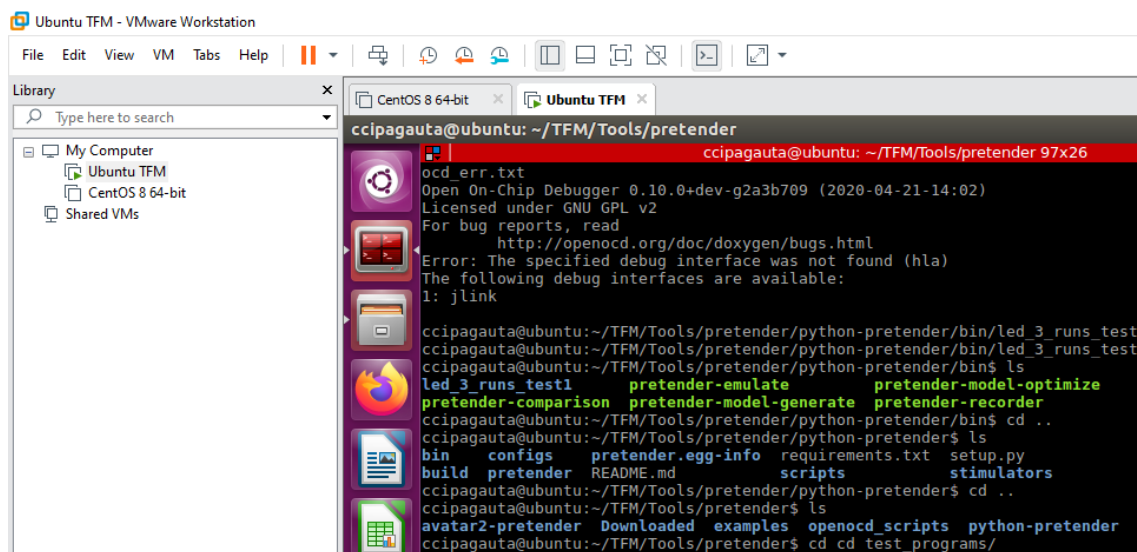 Ubuntu TFM - VMware Workstation
File Edit View VM Tabs Help
Library
Type here to search
My Computer
Ubuntu TFM
CentOS 8 64-bit
Shared VMs
CentOS 8 64-bit
Ubuntu TFM
ccipagauta@ubuntu: ~/TFM/Tools/pretender
ccipagauta@ubuntu: ~/TFM/Tools/pretender 97x26
ocd_err.txt
Open On-Chip Debugger 0.10.0+dev-g2a3b709 (2020-04-21-14:02)
Licensed under GNU GPL v2
For bug reports, read
http://openocd.org/doc/doxygen/bugs.html
Error: The specified debug interface was not found (hla)
The following debug interfaces are available:
1: jlink
ccipagauta@ubuntu:~/TFM/Tools/pretender/python-pretender/bin/led_3_runs_test
ccipagauta@ubuntu:~/TFM/Tools/pretender/python-pretender/bin/led_3_runs_test
ccipagauta@ubuntu:~/TFM/Tools/pretender/python-pretender/bin$ ls
led_3_runs_test1 pretender-emulate pretender-model-optimize
pretender-comparison pretender-model-generate pretender-recorder
ccipagauta@ubuntu:~/TFM/Tools/pretender/python-pretender/bin$ cd ..
ccipagauta@ubuntu:~/TFM/Tools/pretender/python-pretender$ ls
bin configs pretender.egg-info requirements.txt setup.py
build pretender README.md scripts stimulators
ccipagauta@ubuntu:~/TFM/Tools/pretender/python-pretender$ cd ..
ccipagauta@ubuntu:~/TFM/Tools/pretender$ ls
avatar2-pretender Downloaded examples openocd_scripts python-pretender
ccipagauta@ubuntu:~/TFM/Tools/pretender$ cd cd test_programs/